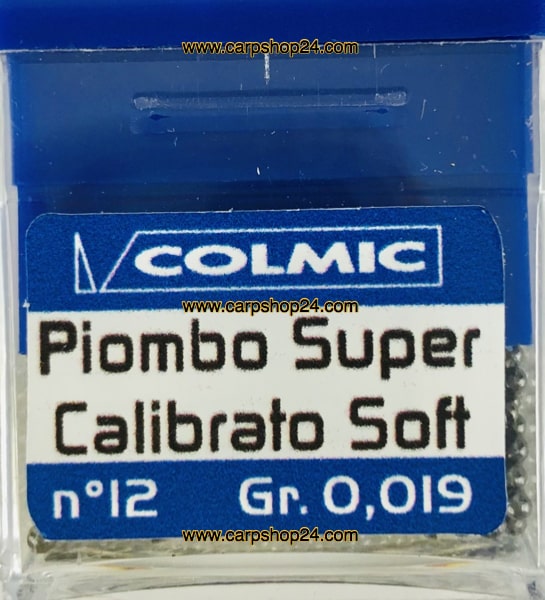 www.carpshop24.com
COLMIC
www.carpshop24.com
Piombo Super
Calibrato Soft
n°12 Gr. 0,019
www.carpshop24.com